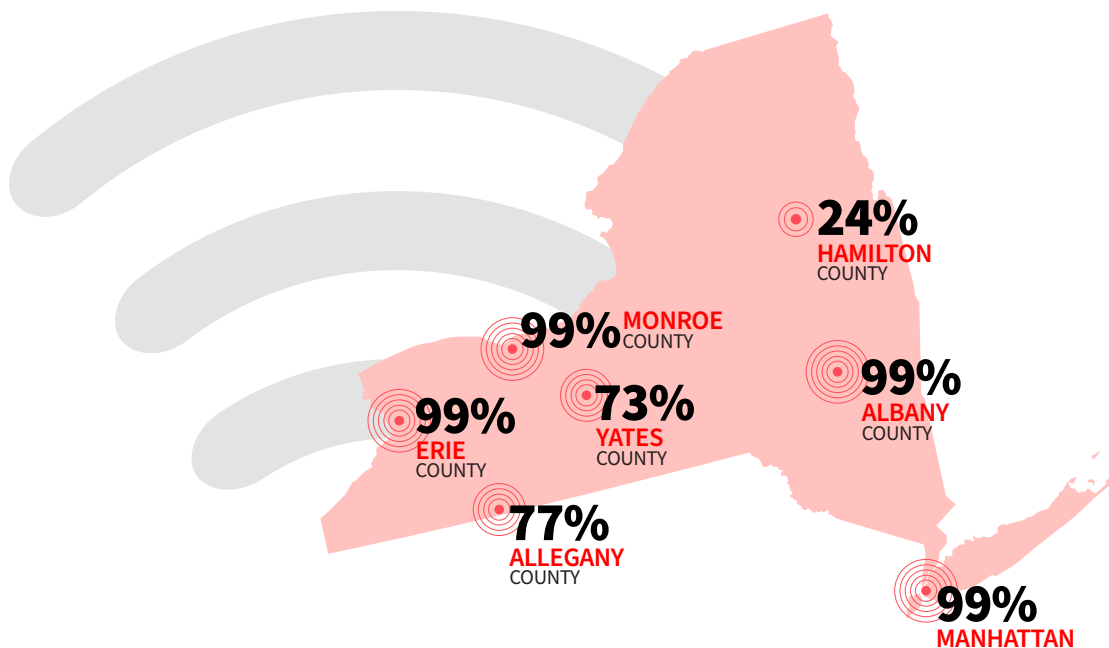 24%
HAMILTON
COUNTY
99%
MONROE
COUNTY
99%
ALBANY
COUNTY
73%
YATES
COUNTY
99%
ERIE
COUNTY
77%
ALLEGANY
COUNTY
99%
MANHATTAN